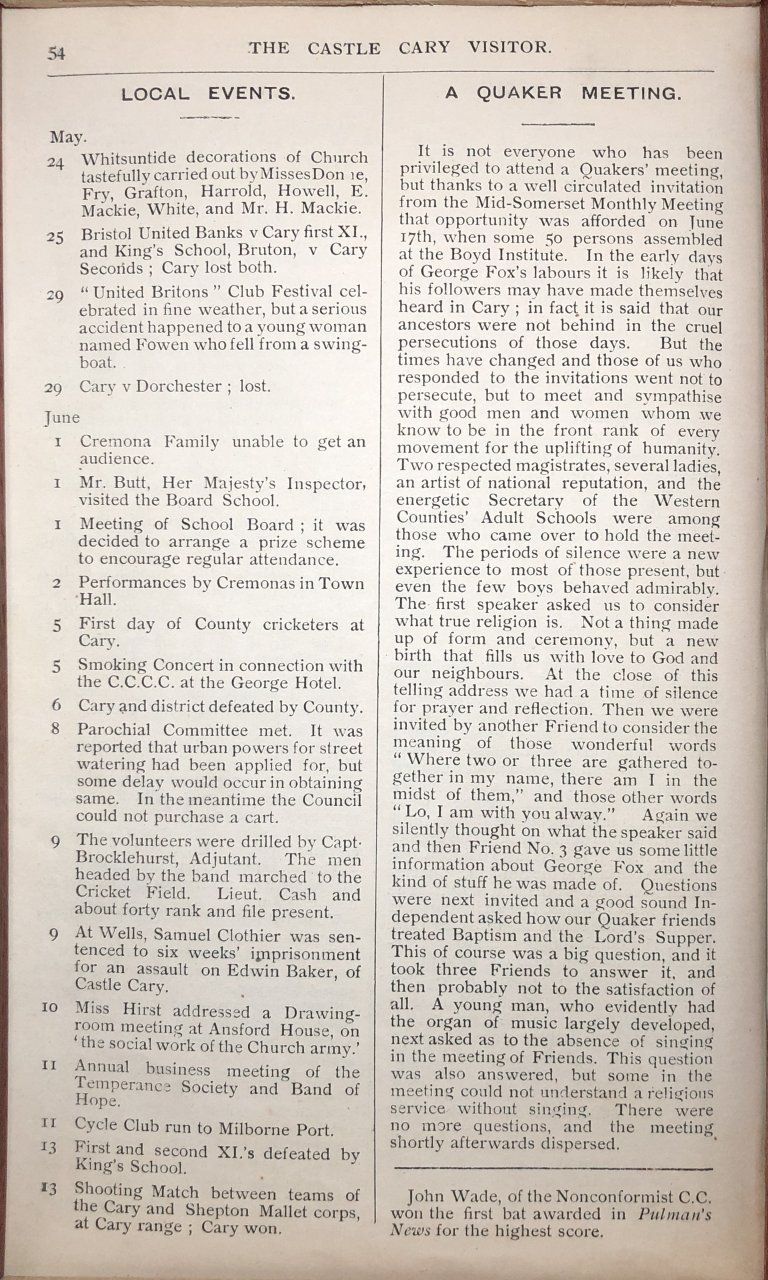 54
THE CASTLE CARY VISITOR.
LOCAL EVENTS.
May.
24 Whitsuntide decorations of Church
tastefully carried out by Misses Don ne,
Fry, Grafton, Harrold, Howell, E.
Mackie, White, and Mr. H. Mackie.
25 Bristol United Banks v Cary first XI.,
and King's School, Bruton, v Cary
Seconds ; Cary lost both.
29 “ United Britons ” Club Festival cel-
ebrated in fine weather, but a serious
accident happened to a young woman
named Fowen who fell from a swing-
boat.
29 Cary v Dorchester ; lost.
June
1 Cremona Family unable to get an
audience.
1 Mr. Butt, Her Majesty's Inspector,
visited the Board School.
1 Meeting of School Board ; it was
decided to arrange a prize scheme
to encourage regular attendance.
2 Performances by Cremonas in Town
Hall.
5 First day of County cricketers at
Cary.
5 Smoking Concert in connection with
the C.C.C.C. at the George Hotel.
6 Cary and district defeated by County.
8 Parochial Committee met. It was
reported that urban powers for street
watering had been applied for, but
some delay would occur in obtaining
same. In the meantime the Council
could not purchase a cart.
9 The volunteers were drilled by Capt.
Brocklehurst, Adjutant. The men
headed by the band marched to the
Cricket Field. Lieut. Cash and
about forty rank and file present.
9 At Wells, Samuel Clothier was sen-
tenced to six weeks' imprisonment
for an assault on Edwin Baker, of
Castle Cary.
10 Miss Hirst addressed a Drawing-
room meeting at Ansford House, on
‘the social work of the Church army.’
11 Annual business meeting of the
Temperance Society and Band of
Hope.
11 Cycle Club run to Milborne Port.
13 First and second XI.'s defeated by
King's School.
13 Shooting Match between teams of
the Cary and Shepton Mallet corps,
at Cary range ; Cary won.
A QUAKER MEETING.
It is not everyone who has been
privileged to attend a Quakers' meeting,
but thanks to a well circulated invitation
from the Mid-Somerset Monthly Meeting
that opportunity was afforded on June
17th, when some 50 persons assembled
at the Boyd Institute. In the early days
of George Fox's labours it is likely that
his followers may have made themselves
heard in Cary ; in fact it is said that our
ancestors were not behind in the cruel
persecutions of those days. But the
times have changed and those of us who
responded to the invitations went not to
persecute, but to meet and sympathise
with good men and women whom we
know to be in the front rank of every
movement for the uplifting of humanity.
Two respected magistrates, several ladies,
an artist of national reputation, and the
energetic Secretary of the Western
Counties' Adult Schools were among
those who came over to hold the meet-
ing. The periods of silence were a new
experience to most of those present, but
even the few boys behaved admirably.
The first speaker asked us to consider
what true religion is. Not a thing made
up of form and ceremony, but a new
birth that fills us with love to God and
our neighbours. At the close of this
telling address we had a time of silence
for prayer and reflection. Then we were
invited by another Friend to consider the
meaning of those wonderful words
“ Where two or three are gathered to-
gether in my name, there am I in the
midst of them,” and those other words
“ Lo, I am with you alway.” Again we
silently thought on what the speaker said
and then Friend No. 3 gave us some little
information about George Fox and the
kind of stuff he was made of. Questions
were next invited and a good sound In-
dependent asked how our Quaker friends
treated Baptism and the Lord's Supper.
This of course was a big question, and it
took three Friends to answer it, and
then probably not to the satisfaction of
all. A young man, who evidently had
the organ of music largely developed,
next asked as to the absence of singing
in the meeting of Friends. This question
was also answered, but some in the
meeting could not understand a religious
service without singing. There were
no more questions, and the meeting
shortly afterwards dispersed.
John Wade, of the Nonconformist C.C.
won the first bat awarded in Pulman's
News for the highest score.